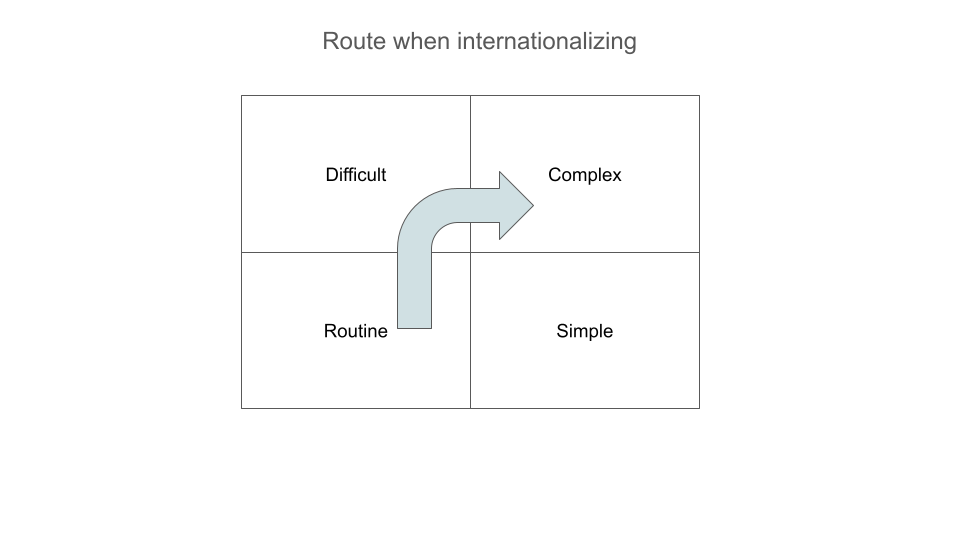 Route when internationalizing
Difficult
Complex
Routine
Simple